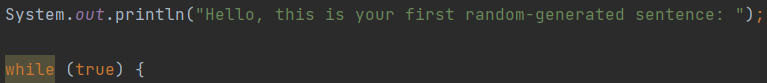 System.out.println("Hello, this is your first random-generated sentence: ");
while (true) {